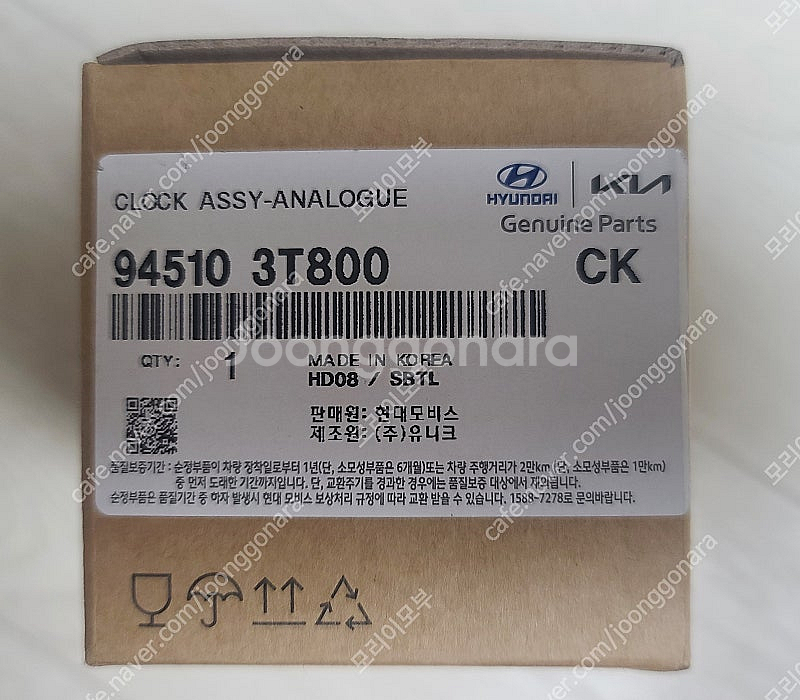 CLOCK ASSY-ANALOGUE
HYUNDAI KIA
Genuine Parts
94510 3T800 CK
QTY: 1 MADE IN KOREA
HD08 / SBTL
판매원: 현대모비스
제조원: (주)유니크
품질보증기간 : 순정부품이 차량 장착일로부터 1년(단, 소모성부품은 6개월)또는 차량 주행거리가 2만km (단, 소모성부품은 1만km)
중 먼저 도래한 기간까지입니다. 단, 교환주기를 경과한 경우에는 품질보증 대상에서 제외됩니다.
순정부품은 품질기간 중 하자 발생시 현대 모비스 보상처리 규정에 따라 교환 받을 수 있습니다. 1588-7278로 문의바랍니다.
joonggonara
cafe.naver.com/joonggonara
모라이모부